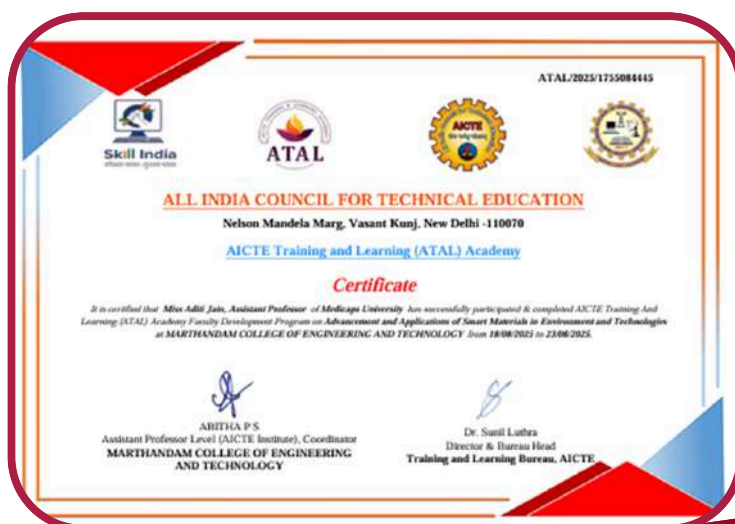 ATAL/2025/1755084445
Skill India
ATAL
AICTE
ALL INDIA COUNCIL FOR TECHNICAL EDUCATION
Nelson Mandela Marg, Vasant Kunj, New Delhi -110070
AICTE Training and Learning (ATAL) Academy
Certificate
It is certified that Miss Aditi Jain, Assistant Professor of Medicaps University has successfully participated & completed AICTE Training And
Learning (ATAL) Academy Faculty Development Program on Advancement and Applications of Smart Materials in Environment and Technologies
at MARTHANDAM COLLEGE OF ENGINEERING AND TECHNOLOGY from 18/08/2025 to 23/08/2025.
ABITHA P S
Assistant Professor Level (AICTE Institute), Coordinator
MARTHANDAM COLLEGE OF ENGINEERING
AND TECHNOLOGY
Dr. Sunil Luthra
Director & Bureau Head
Training and Learning Bureau, AICTE